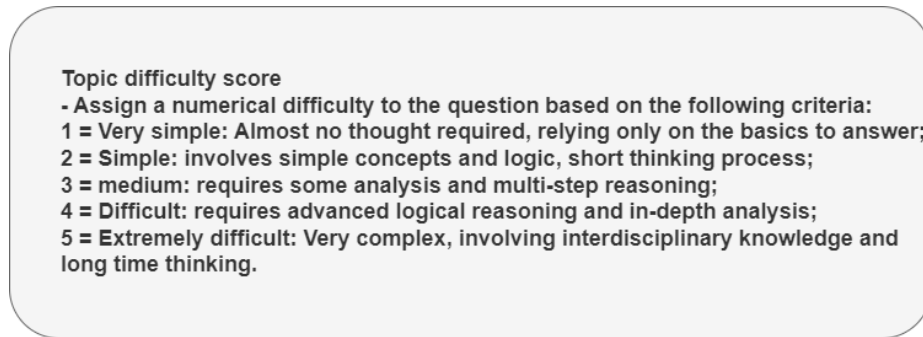 Topic difficulty score
- Assign a numerical difficulty to the question based on the following criteria:
1 = Very simple: Almost no thought required, relying only on the basics to answer;
2 = Simple: involves simple concepts and logic, short thinking process;
3 = medium: requires some analysis and multi-step reasoning;
4 = Difficult: requires advanced logical reasoning and in-depth analysis;
5 = Extremely difficult: Very complex, involving interdisciplinary knowledge and
long time thinking.